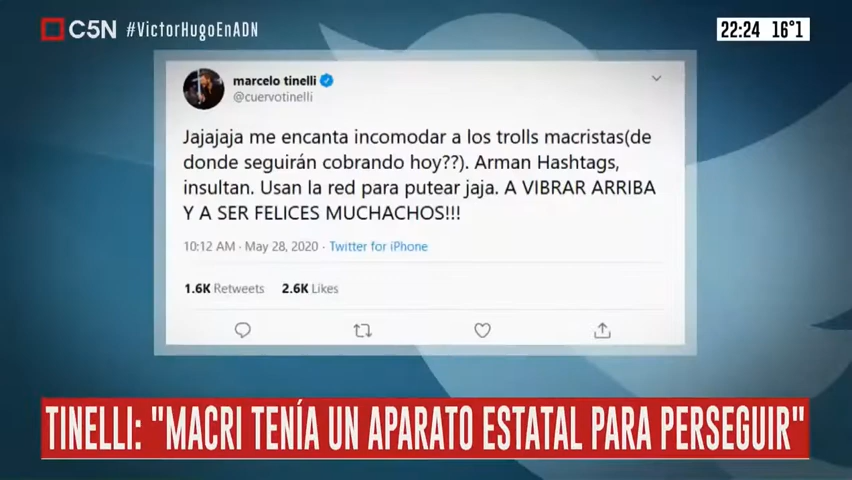 C5N #VictorHugoEnADN
22:24 16°1
marcelo tinelli
@cuervotinelli
Jajajaja me encanta incomodar a los trolls macristas(de
donde seguirán cobrando hoy??). Arman Hashtags,
insultan. Usan la red para putear jaja. A VIBRAR ARRIBA
Y A SER FELICES MUCHACHOS!!!
10:12 AM · May 28, 2020 · Twitter for iPhone
1.6K Retweets 2.6K Likes
TINELLI: "MACRI TENÍA UN APARATO ESTATAL PARA PERSEGUIR"